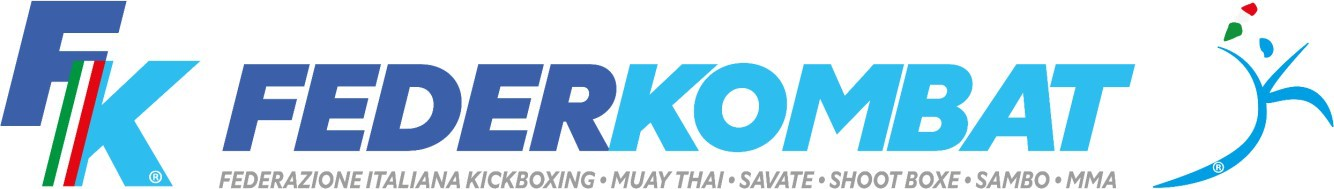 FK®
FEDERKOMBAT
FEDERAZIONE ITALIANA KICKBOXING • MUAY THAI • SAVATE • SHOOT BOXE • SAMBO • MMA
®